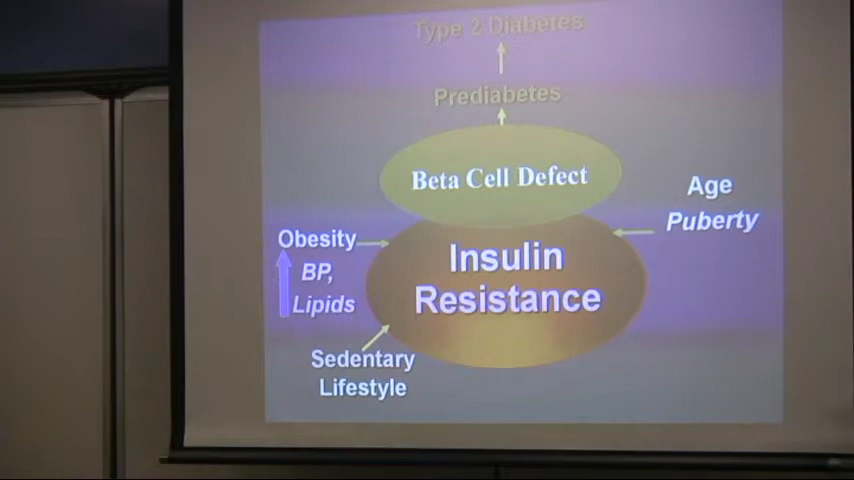 Type 2 Diabetes
Prediabetes
Beta Cell Defect
Age
Puberty
Obesity
BP,
Lipids
Insulin
Resistance
Sedentary
Lifestyle